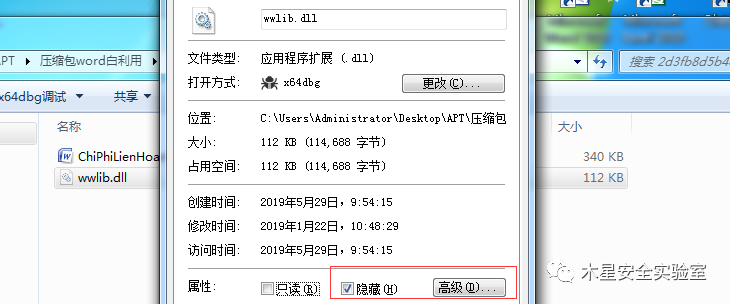 wwlib.dll
PT ▸ 压缩包word白利用 ▸
搜索 2d3fb8d5b4
x64dbg调试 ▼ 共享 ▼
名称
大小
ChiPhiLienHoa
340 KB
wwlib.dll
112 KB
文件类型: 应用程序扩展 (.dll)
打开方式: x64dbg 更改(C)...
位置: C:\Users\Administrator\Desktop\APT\压缩包
大小: 112 KB (114,688 字节)
占用空间: 112 KB (114,688 字节)
创建时间: 2019年5月29日，9:54:15
修改时间: 2019年1月22日，10:48:29
访问时间: 2019年5月29日，9:54:15
属性: 只读(R) 隐藏(H) 高级(D)...
木星安全实验室